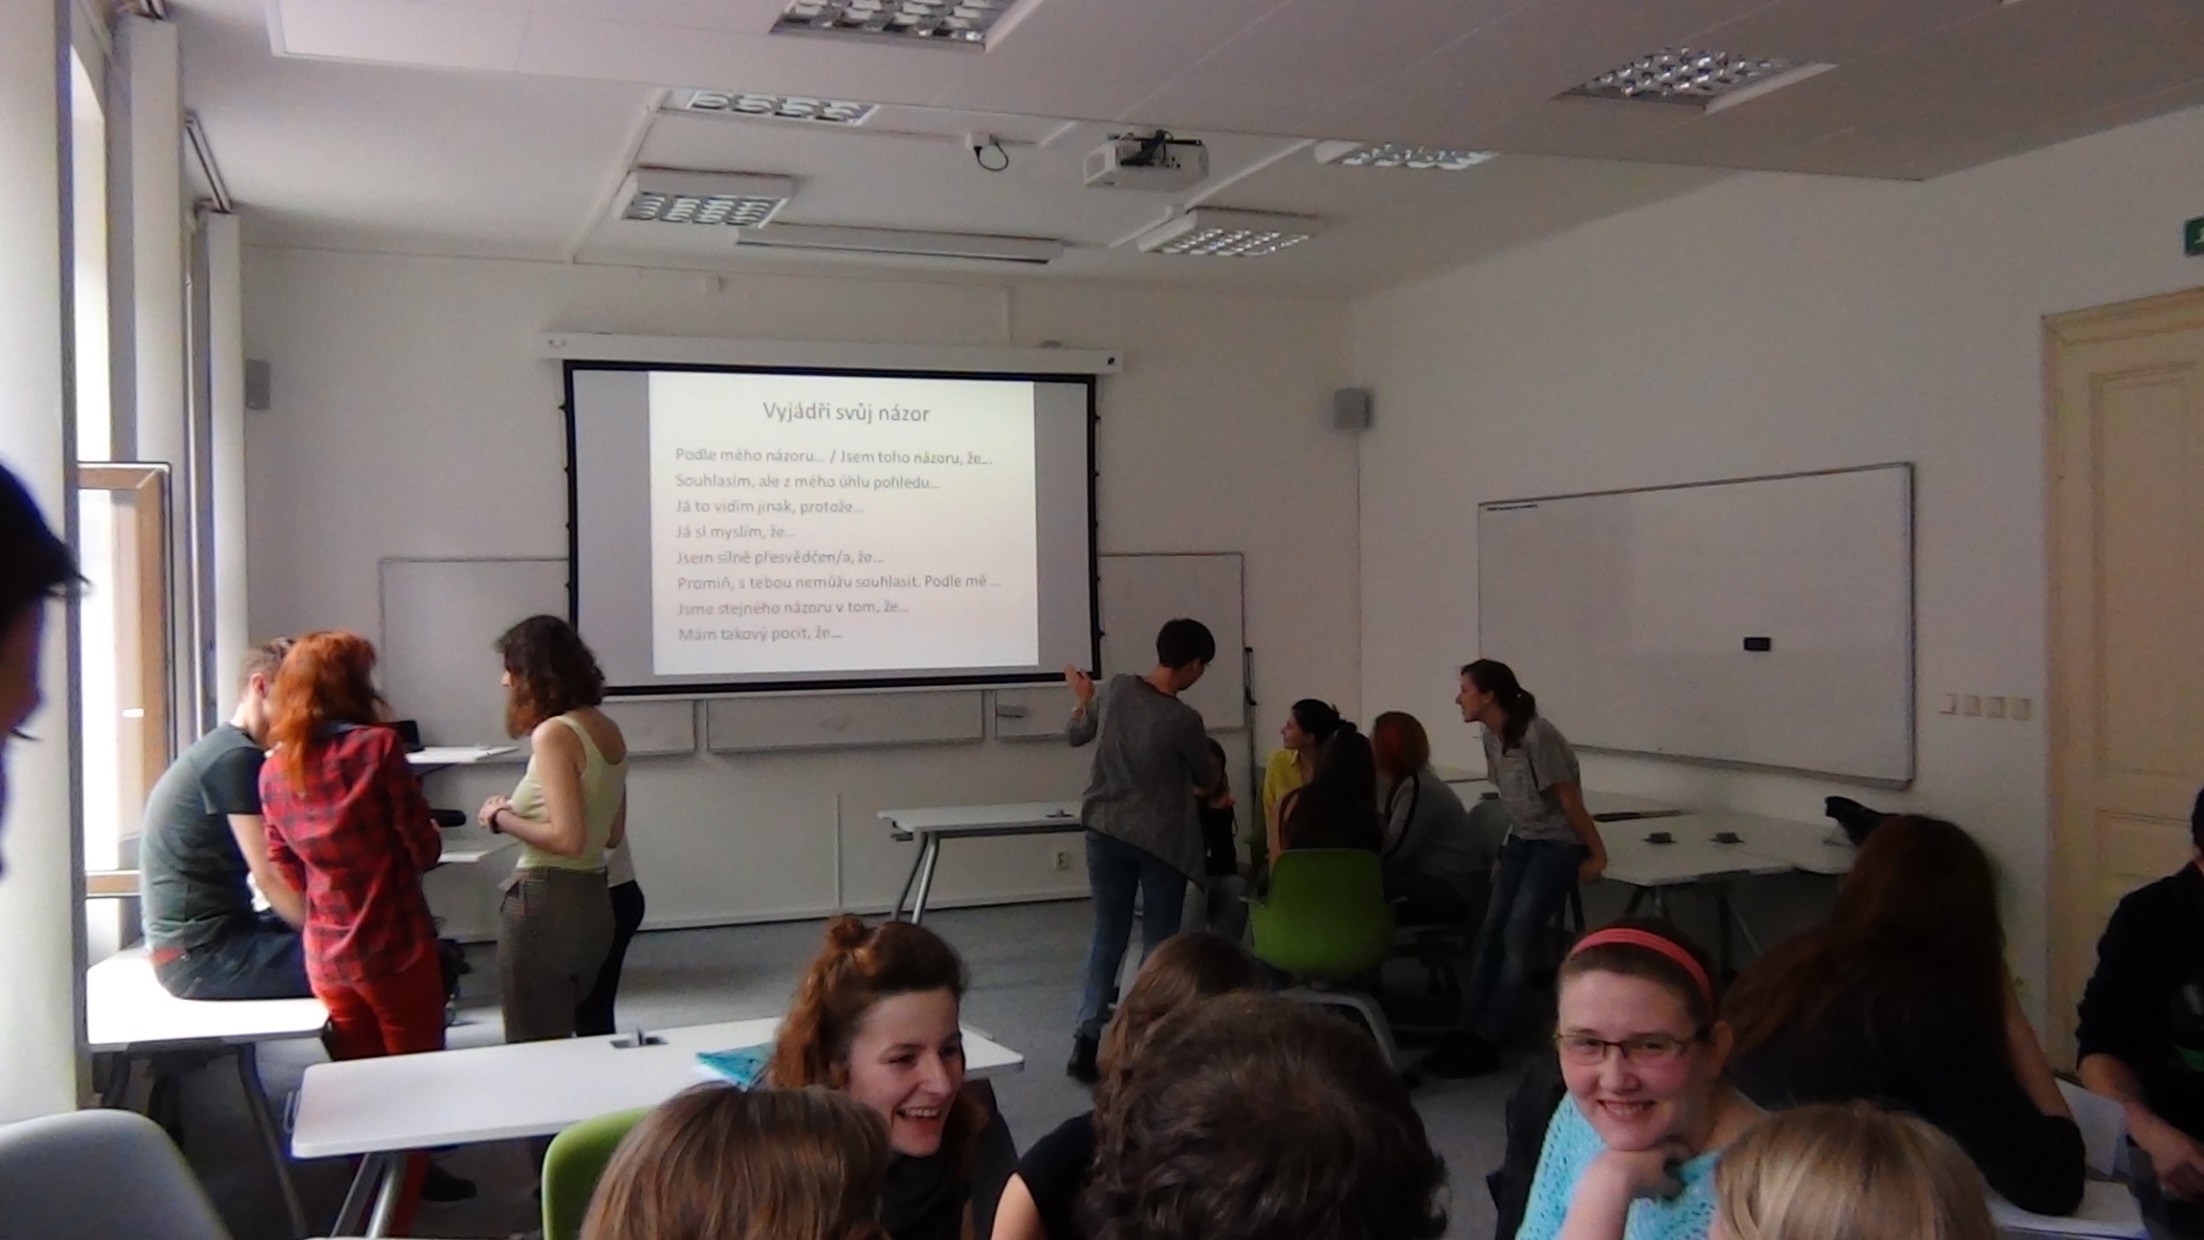 Vyjádři svůj názor
Podle mého názoru... / Jsem toho názoru, že...
Souhlasím, ale z mého úhlu pohledu...
Já to vidím jinak, protože...
Já si myslím, že...
Jsem silně přesvědčen/a, že...
Promiň, s tebou nemůžu souhlasit. Podle mě ...
Jsme stejného názoru v tom, že...
Mám takový pocit, že...